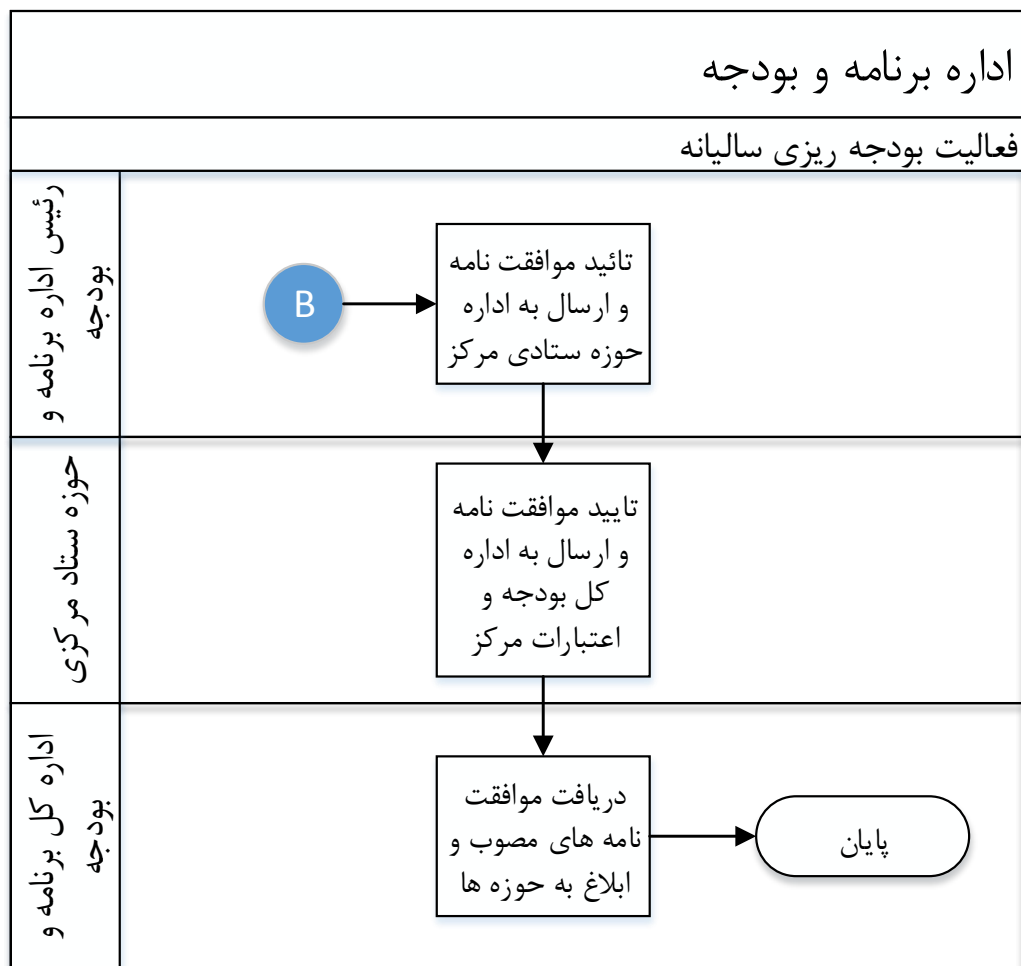 اداره برنامه و بودجه
فعالیت بودجه ریزی سالیانه
رئیس اداره برنامه و
بودجه
B
تائید موافقت نامه
و ارسال به اداره
حوزه ستادی مرکز
حوزه ستاد مرکزی
تایید موافقت نامه
و ارسال به اداره
کل بودجه و
اعتبارات مرکز
اداره کل برنامه و
بودجه
دریافت موافقت
نامه های مصوب و
ابلاغ به حوزه ها
پایان